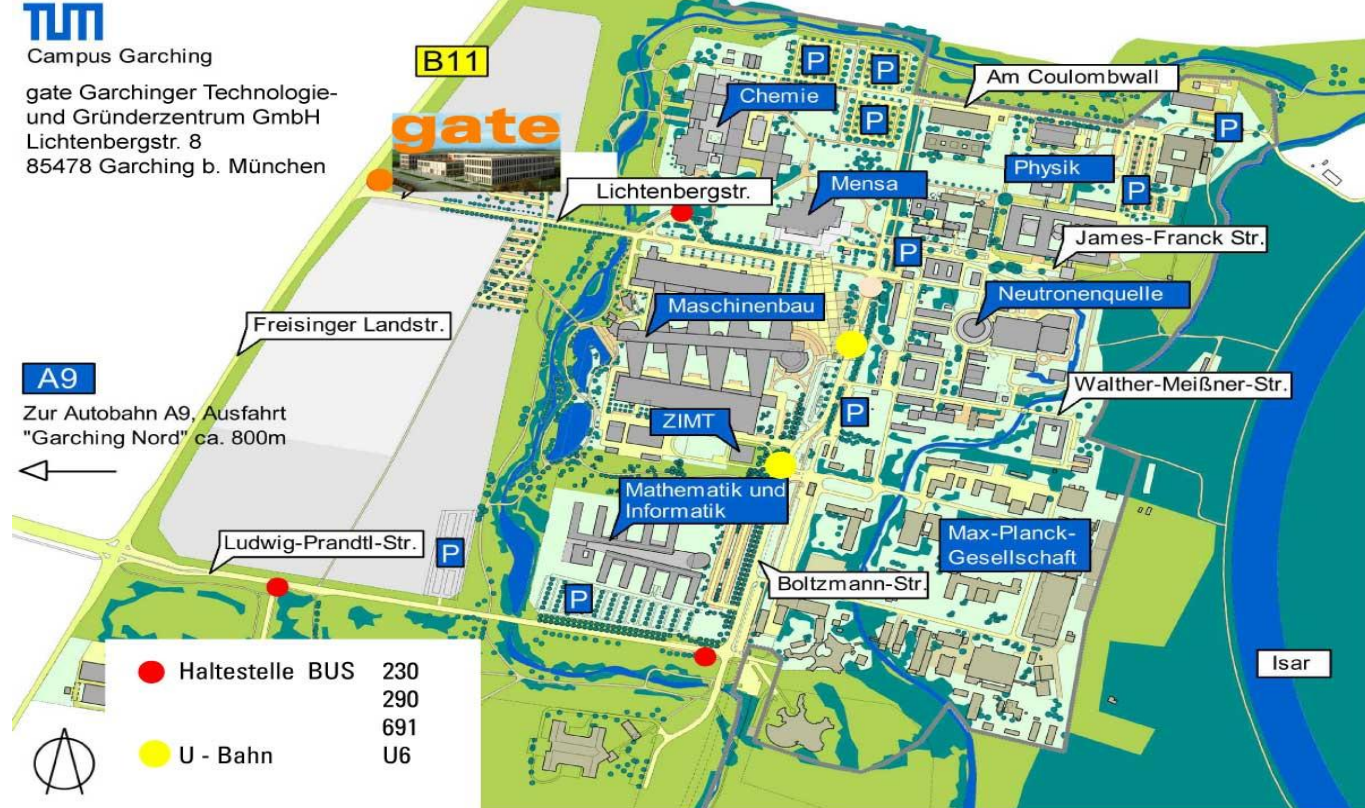 TUM
Campus Garching
gate Garchinger Technologie-
und Gründerzentrum GmbH
Lichtenbergstr. 8
85478 Garching b. München
B11
gate
Chemie
P
P
P
Am Coulombwall
P
Physik
P
Lichtenbergstr.
Mensa
James-Franck Str.
P
Neutronenquelle
Maschinenbau
Freisinger Landstr.
A9
Zur Autobahn A9, Ausfahrt
"Garching Nord" ca. 800m
Walther-Meißner-Str.
P
ZIMT
Mathematik und
Informatik
Max-Planck-
Gesellschaft
Ludwig-Prandtl-Str.
P
Boltzmann-Str.
P
Isar
Haltestelle BUS 230
290
691
U - Bahn U6